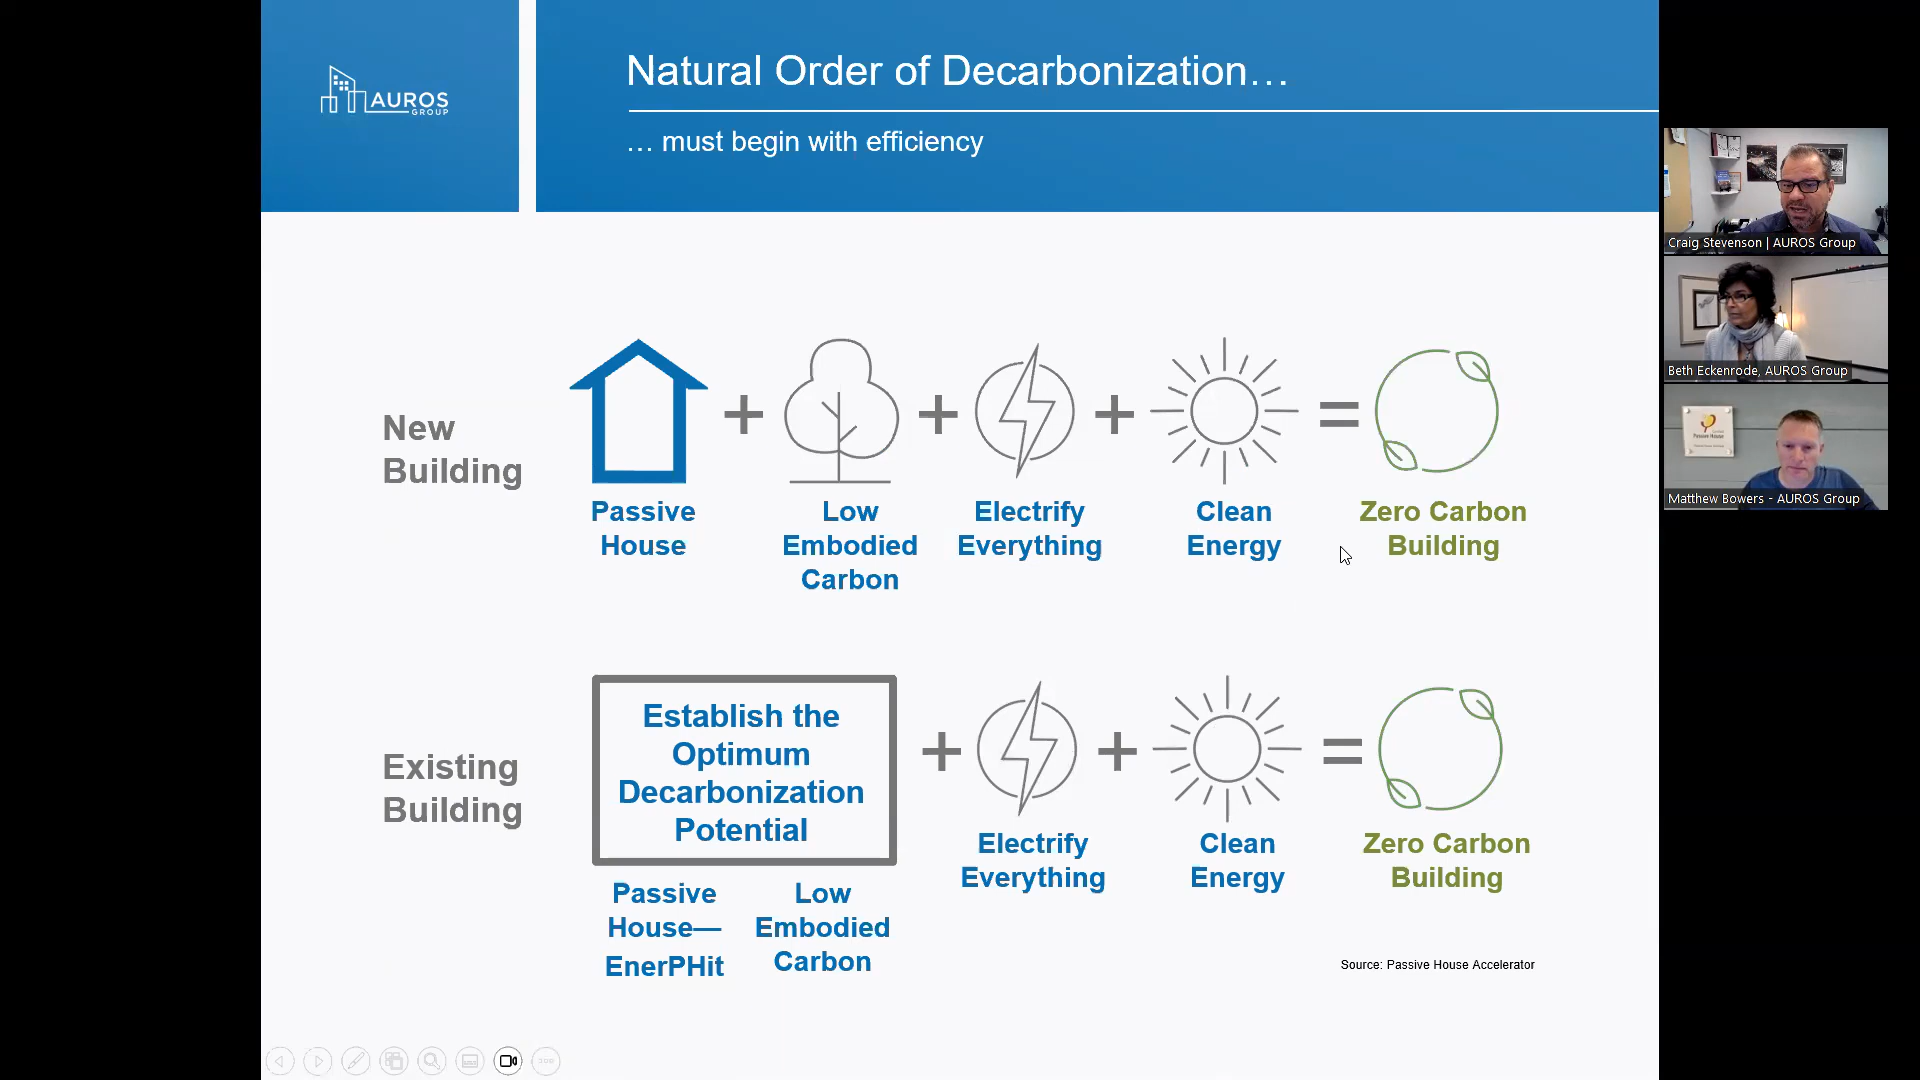 AUROS
GROUP
Natural Order of Decarbonization…
… must begin with efficiency
New
Building
+
+
+
=
Passive
House
Low
Embodied
Carbon
Electrify
Everything
Clean
Energy
Zero Carbon
Building
Existing
Building
Establish the
Optimum
Decarbonization
Potential
+
+
=
Passive
House—
EnerPHit
Low
Embodied
Carbon
Electrify
Everything
Clean
Energy
Zero Carbon
Building
Source: Passive House Accelerator
Craig Stevenson | AUROS Group
Beth Eckenrode, AUROS Group
Passive House
Matthew Bowers - AUROS Group